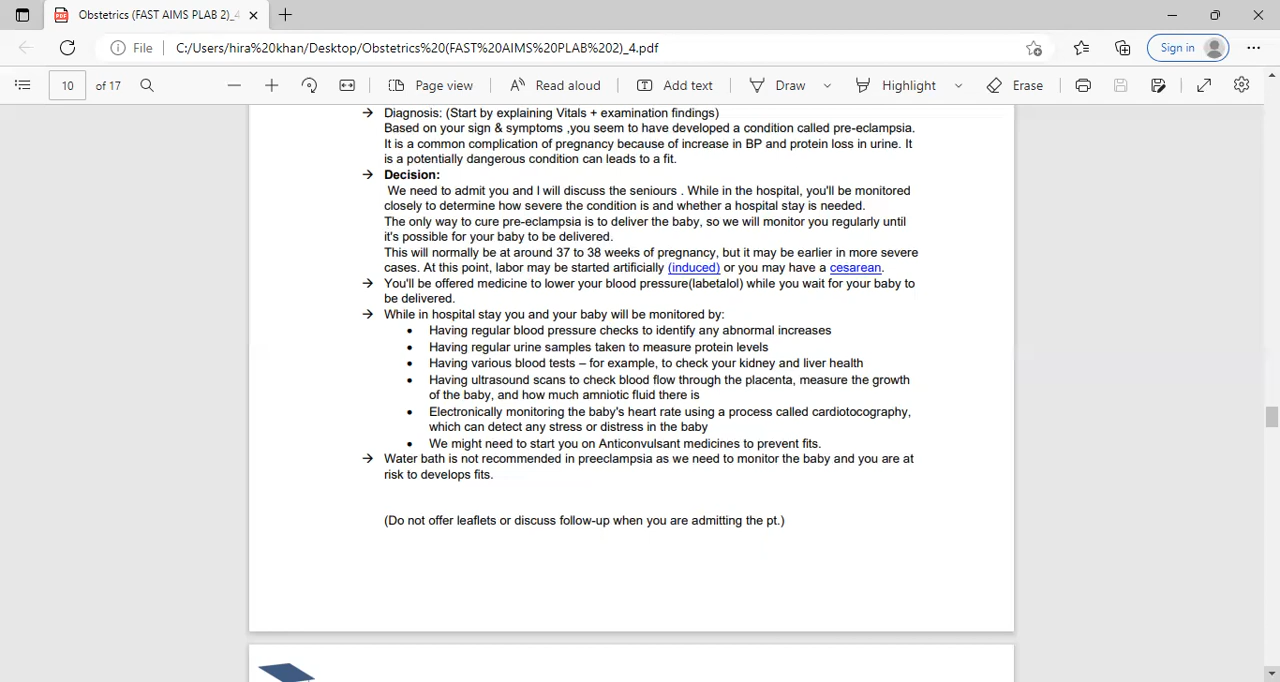 Obstetrics (FAST AIMS PLAB 2)_4
File C:/Users/hira%20khan/Desktop/Obstetrics%20(FAST%20AIMS%20PLAB%202)_4.pdf Sign in
10 of 17 Page view Read aloud Add text Draw Highlight Erase
→ Diagnosis: (Start by explaining Vitals + examination findings)
Based on your sign & symptoms ,you seem to have developed a condition called pre-eclampsia.
It is a common complication of pregnancy because of increase in BP and protein loss in urine. It
is a potentially dangerous condition can leads to a fit.
→ Decision:
We need to admit you and I will discuss the seniours . While in the hospital, you'll be monitored
closely to determine how severe the condition is and whether a hospital stay is needed.
The only way to cure pre-eclampsia is to deliver the baby, so we will monitor you regularly until
it's possible for your baby to be delivered.
This will normally be at around 37 to 38 weeks of pregnancy, but it may be earlier in more severe
cases. At this point, labor may be started artificially (induced) or you may have a cesarean.
→ You'll be offered medicine to lower your blood pressure(labetalol) while you wait for your baby to
be delivered.
→ While in hospital stay you and your baby will be monitored by:
• Having regular blood pressure checks to identify any abnormal increases
• Having regular urine samples taken to measure protein levels
• Having various blood tests – for example, to check your kidney and liver health
• Having ultrasound scans to check blood flow through the placenta, measure the growth
of the baby, and how much amniotic fluid there is
• Electronically monitoring the baby's heart rate using a process called cardiotocography,
which can detect any stress or distress in the baby
• We might need to start you on Anticonvulsant medicines to prevent fits.
→ Water bath is not recommended in preeclampsia as we need to monitor the baby and you are at
risk to develops fits.
(Do not offer leaflets or discuss follow-up when you are admitting the pt.)